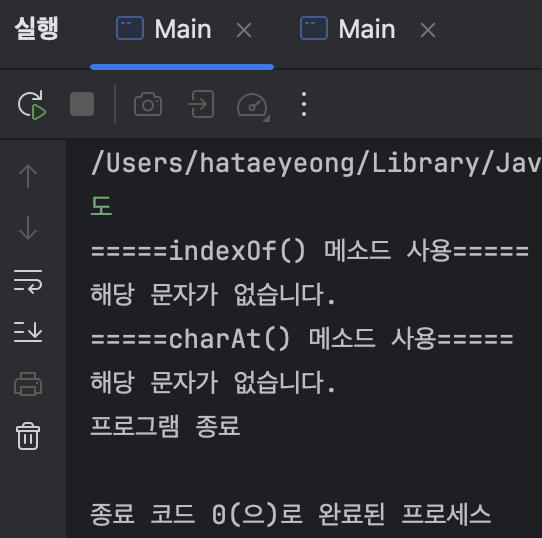 실행
Main
Main
/Users/hataeyeong/Library/Jav
도
=====indexOf() 메소드 사용=====
해당 문자가 없습니다.
=====charAt() 메소드 사용=====
해당 문자가 없습니다.
프로그램 종료
종료 코드 0(으)로 완료된 프로세스